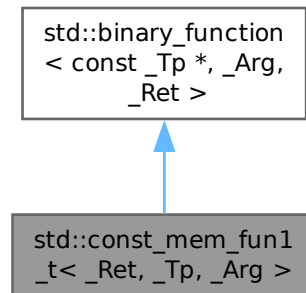 std::binary_function
< const _Tp *, _Arg,
_Ret >
std::const_mem_fun1
_t< _Ret, _Tp, _Arg >